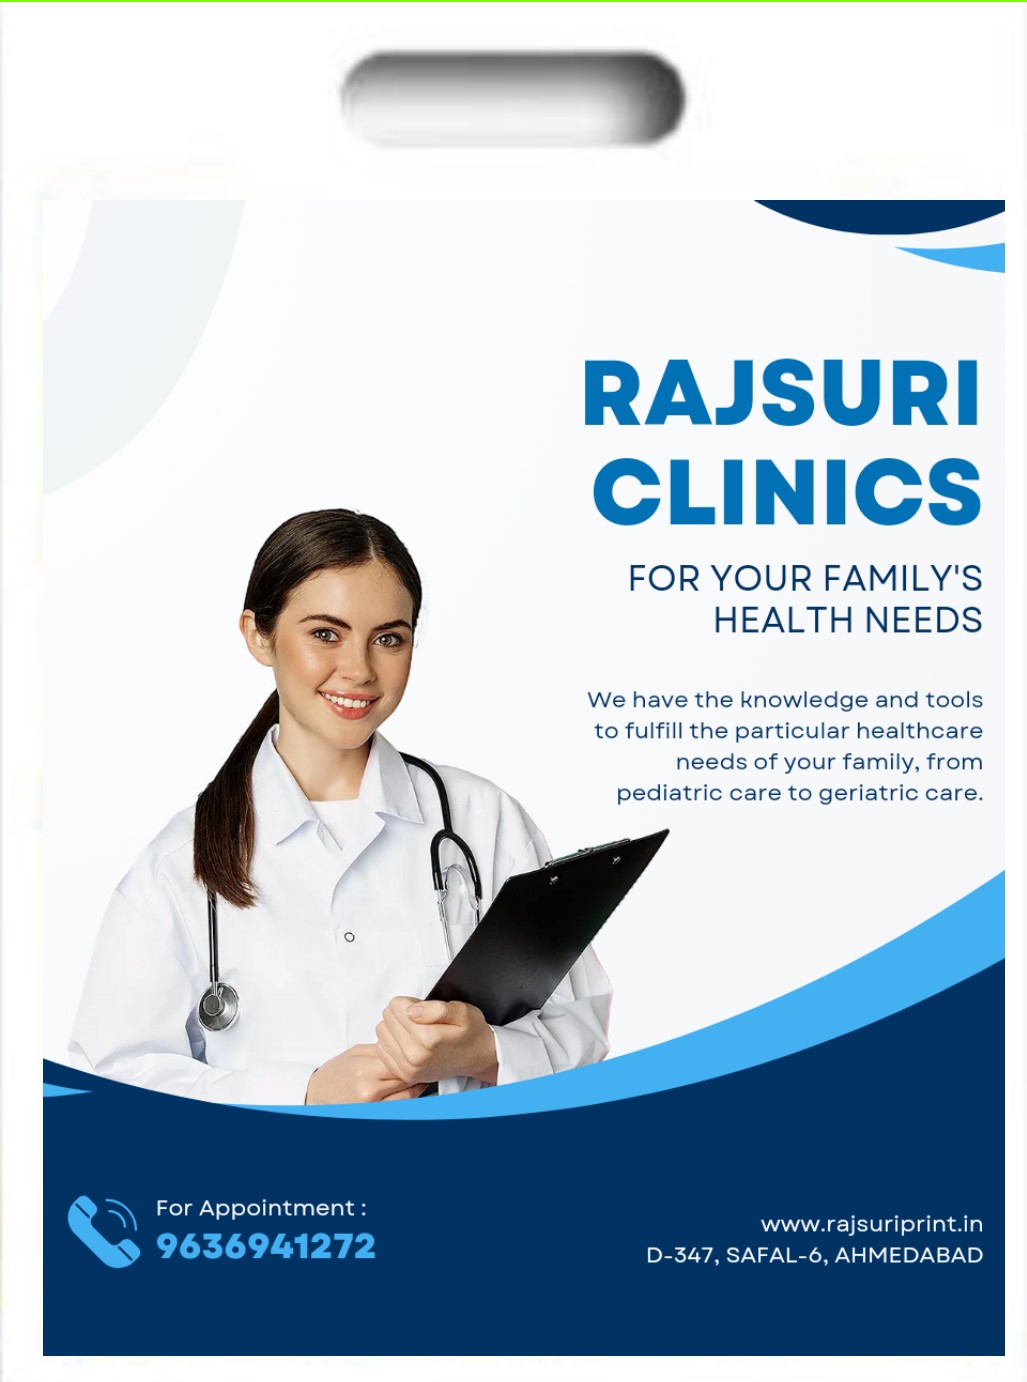 RAJSURI
CLINICS
FOR YOUR FAMILY'S
HEALTH NEEDS
We have the knowledge and tools
to fulfill the particular healthcare
needs of your family, from
pediatric care to geriatric care.
For Appointment :
9636941272
www.rajsuriprint.in
D-347, SAFAL-6, AHMEDABAD